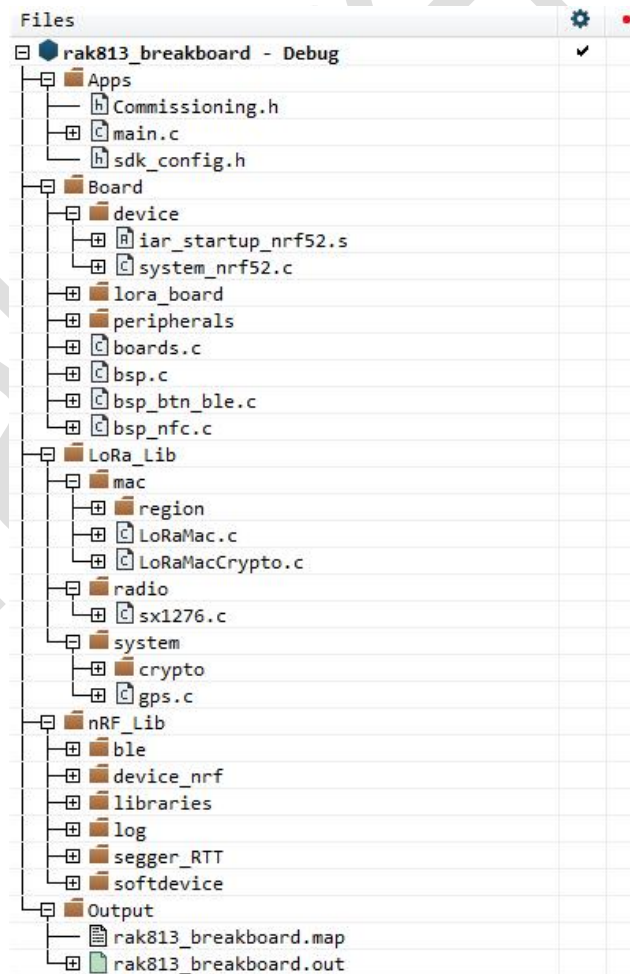 Files
rak813_breakboard - Debug
Apps
Commissioning.h
main.c
sdk_config.h
Board
device
iar_startup_nrf52.s
system_nrf52.c
lora_board
peripherals
boards.c
bsp.c
bsp_btn_ble.c
bsp_nfc.c
LoRa_Lib
mac
region
LoRaMac.c
LoRaMacCrypto.c
radio
sx1276.c
system
crypto
gps.c
nRF_Lib
ble
device_nrf
libraries
log
segger_RTT
softdevice
Output
rak813_breakboard.map
rak813_breakboard.out